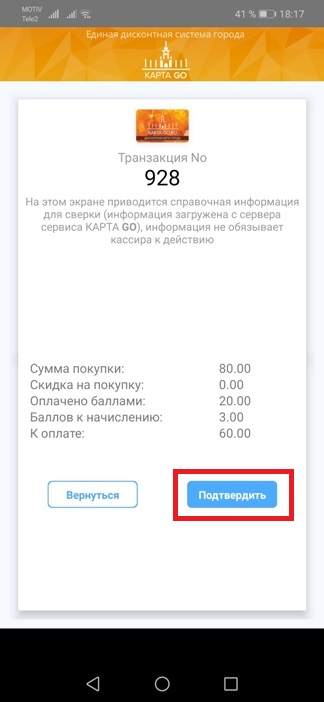 MOTIV
Tele2
41 %
18:17
Единая дисконтная система города
КАРТА GO
КАРТАGO.RU
Транзакция No
928
На этом экране приводится справочная информация
для сверки (информация загружена с сервера
сервиса КАРТА GO), информация не обязывает
кассира к действию
Сумма покупки: 80.00
Скидка на покупку: 0.00
Оплачено баллами: 20.00
Баллов к начислению: 3.00
К оплате: 60.00
Вернуться
Подтвердить